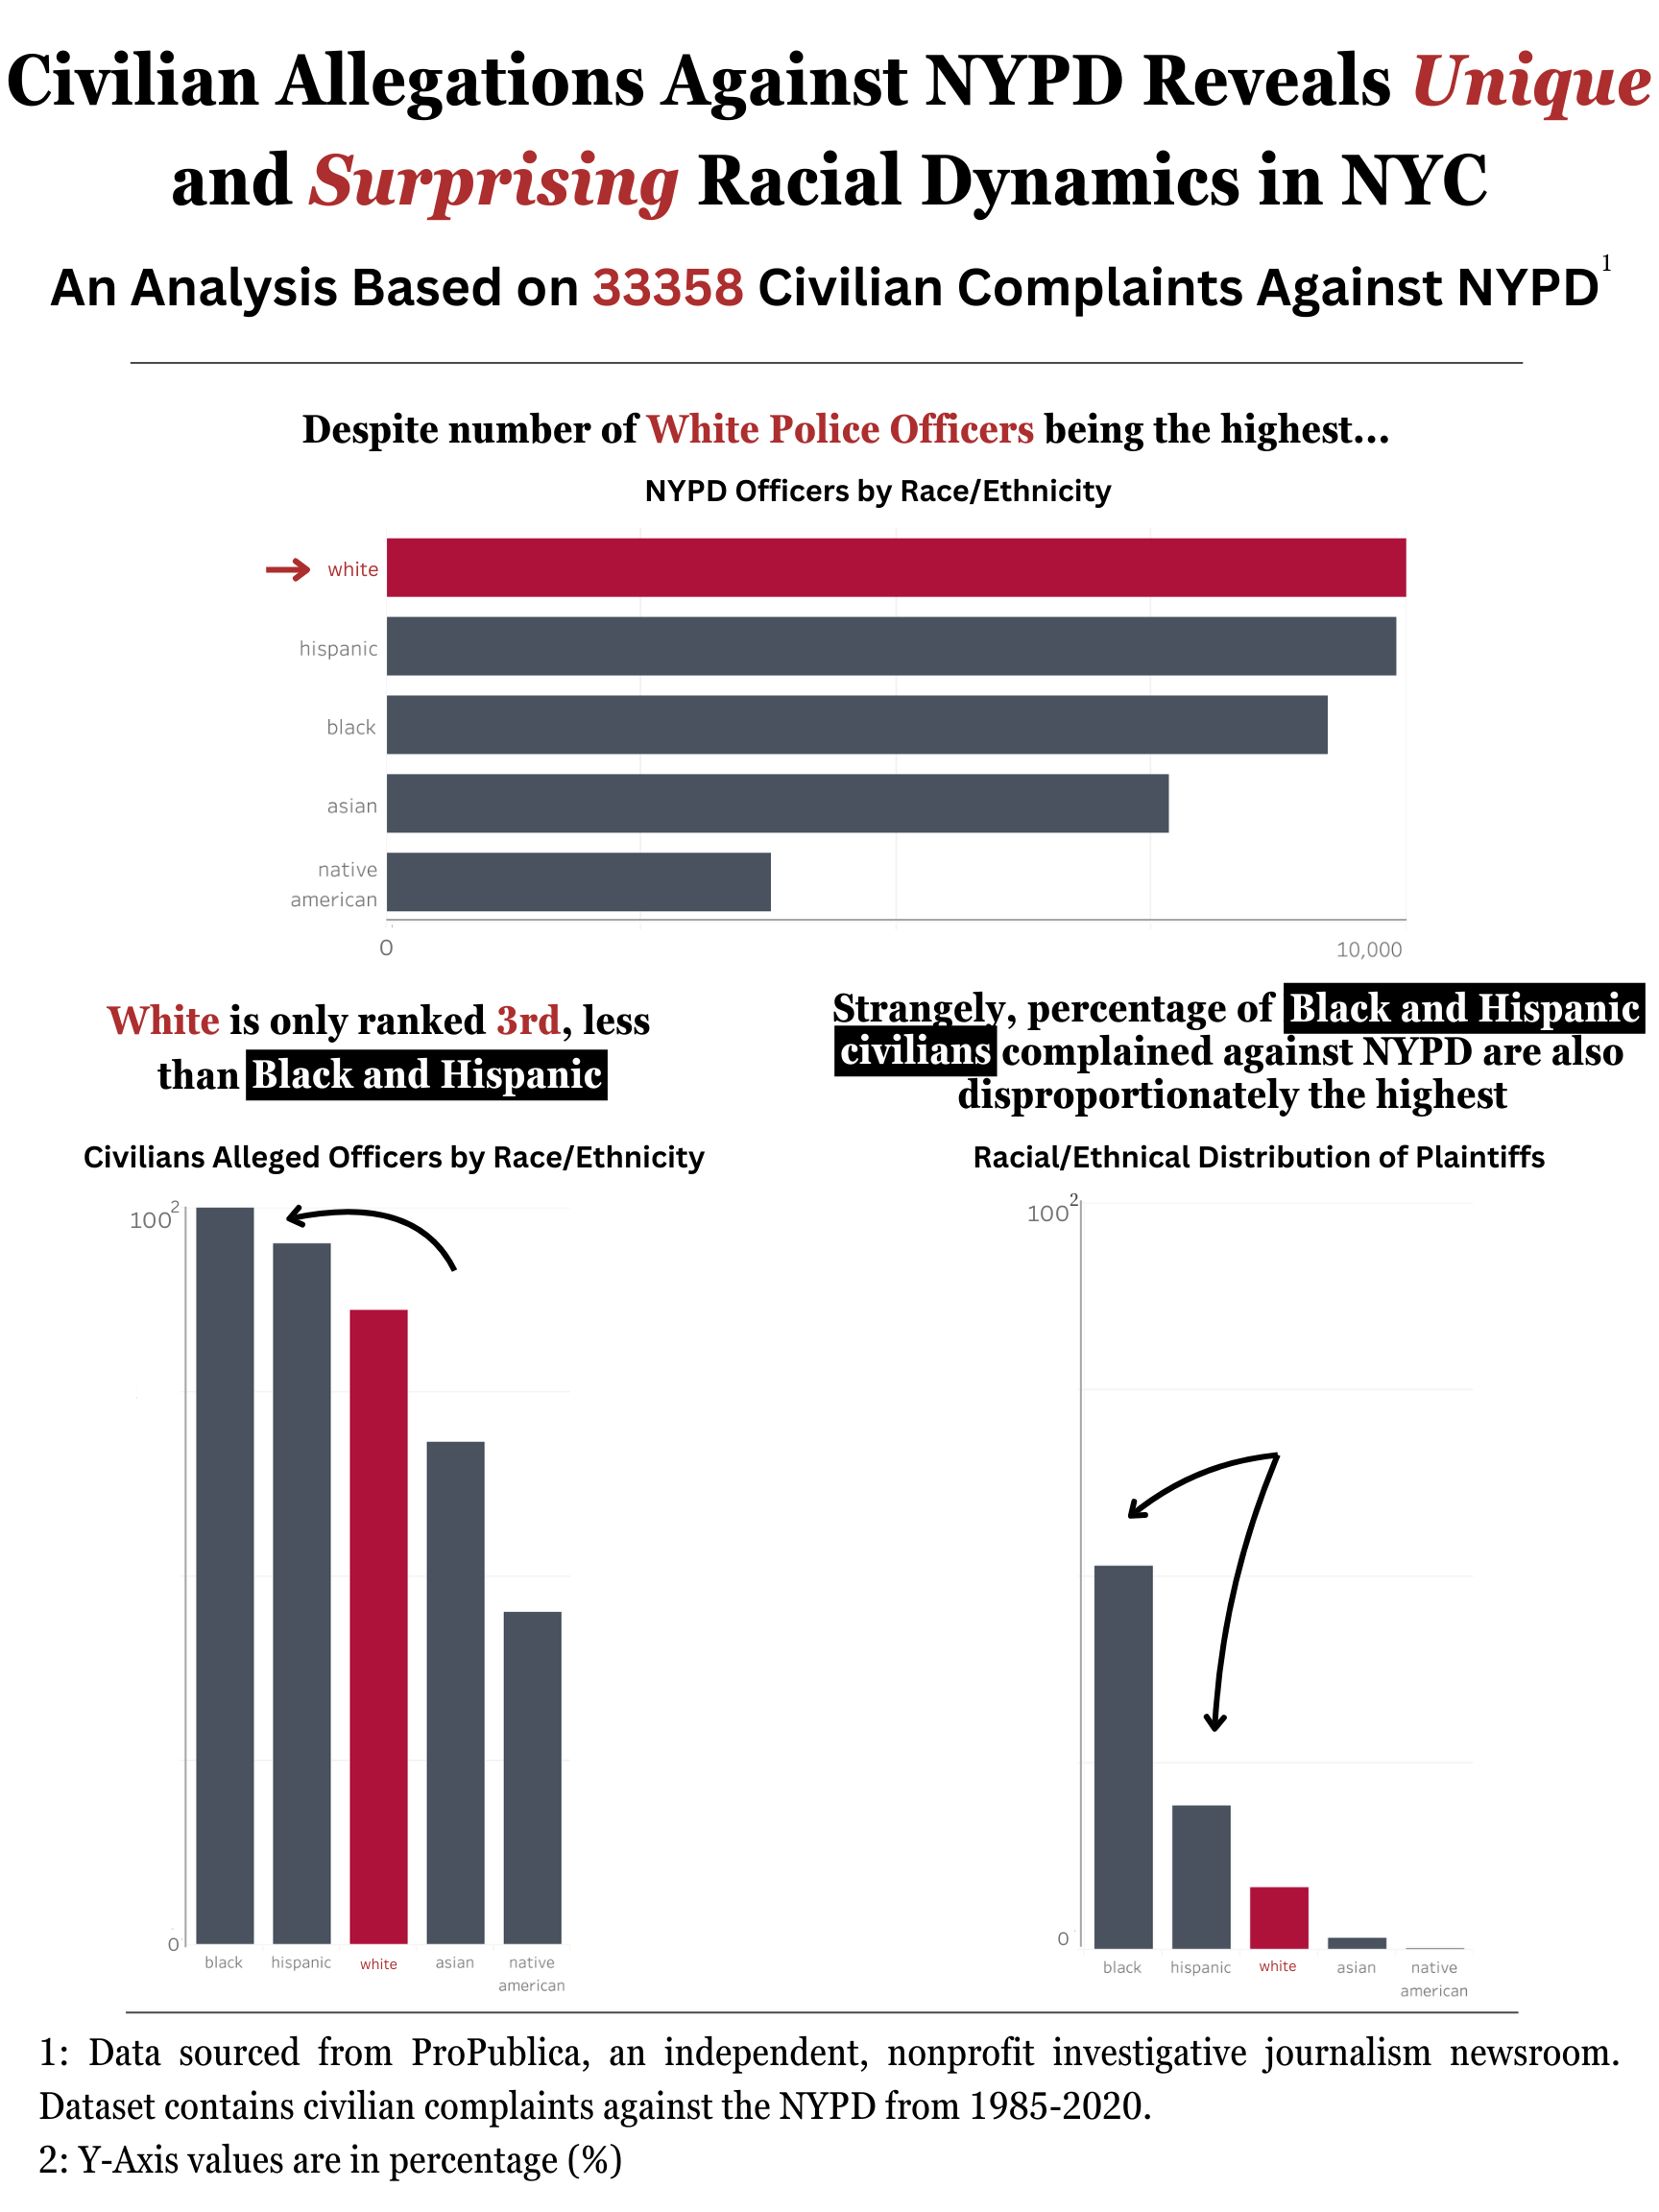 Civilian Allegations Against NYPD Reveals Unique
and Surprising Racial Dynamics in NYC
An Analysis Based on 33358 Civilian Complaints Against NYPD1
Despite number of White Police Officers being the highest...
NYPD Officers by Race/Ethnicity
white
hispanic
black
asian
native
american
0
10,000
White is only ranked 3rd, less
than Black and Hispanic
Civilians Alleged Officers by Race/Ethnicity
1002
0
black
hispanic
white
asian
native
american
Strangely, percentage of Black and Hispanic
civilians complained against NYPD are also
disproportionately the highest
Racial/Ethnical Distribution of Plaintiffs
1002
0
black
hispanic
white
asian
native
american
1: Data sourced from ProPublica, an independent, nonprofit investigative journalism newsroom.
Dataset contains civilian complaints against the NYPD from 1985-2020.
2: Y-Axis values are in percentage (%)